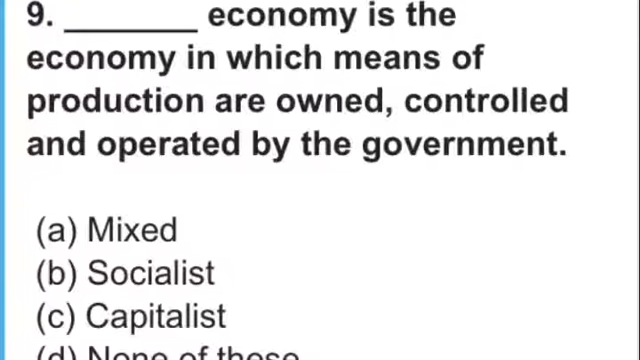 9. ________ economy is the
economy in which means of
production are owned, controlled
and operated by the government.
(a) Mixed
(b) Socialist
(c) Capitalist
(d) None of these